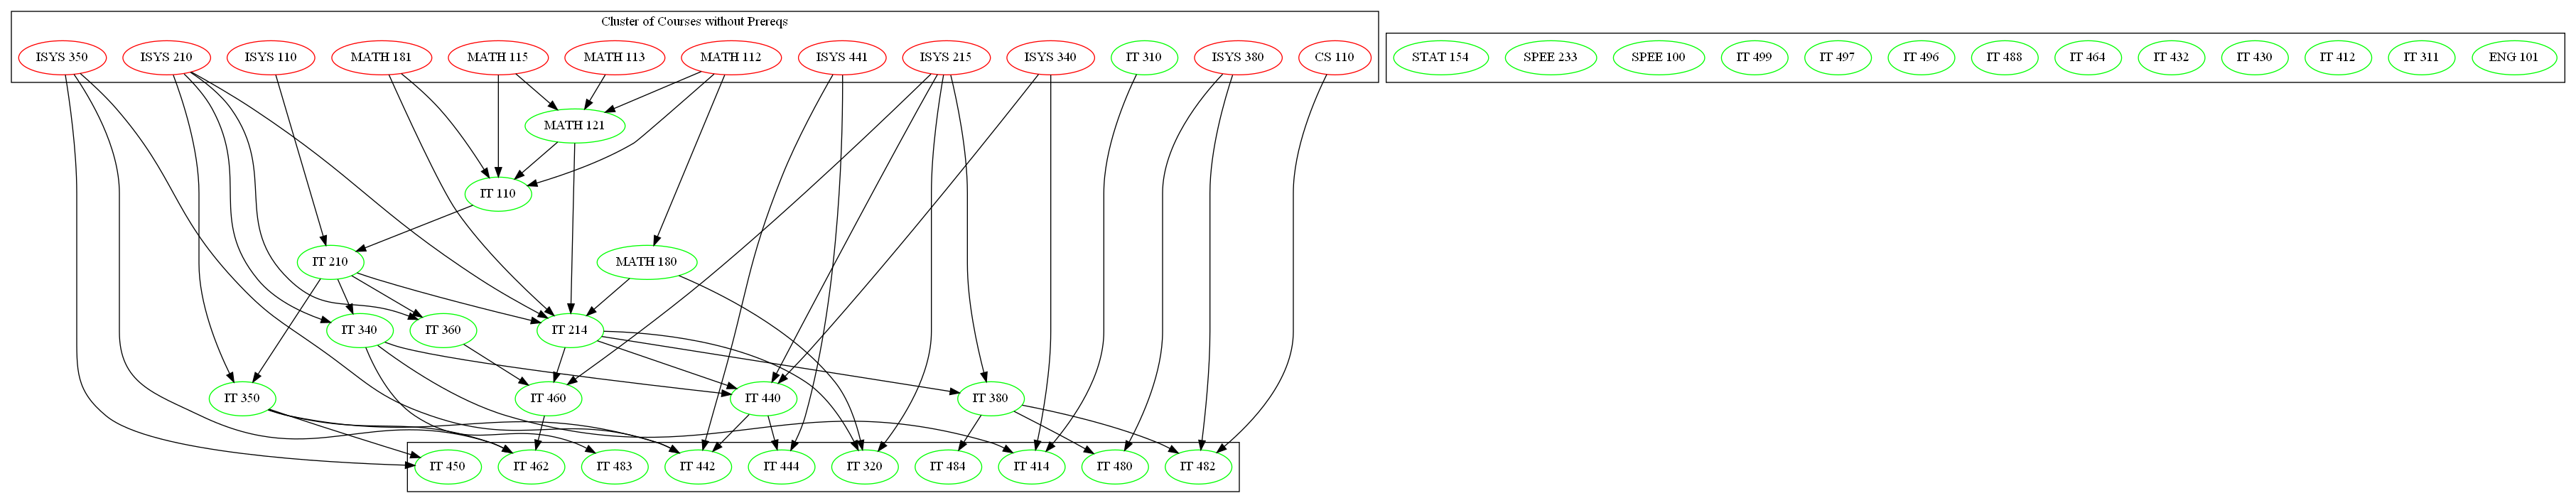 Cluster of Courses without Prereqs
ISYS 350
ISYS 210
ISYS 110
MATH 181
MATH 115
MATH 113
MATH 112
ISYS 441
ISYS 215
ISYS 340
IT 310
ISYS 380
CS 110
STAT 154
SPEE 233
SPEE 100
IT 499
IT 497
IT 496
IT 488
IT 464
IT 432
IT 430
IT 412
IT 311
ENG 101
MATH 121
IT 110
IT 210
MATH 180
IT 340
IT 360
IT 214
IT 350
IT 460
IT 440
IT 380
IT 450
IT 462
IT 483
IT 442
IT 444
IT 320
IT 484
IT 414
IT 480
IT 482